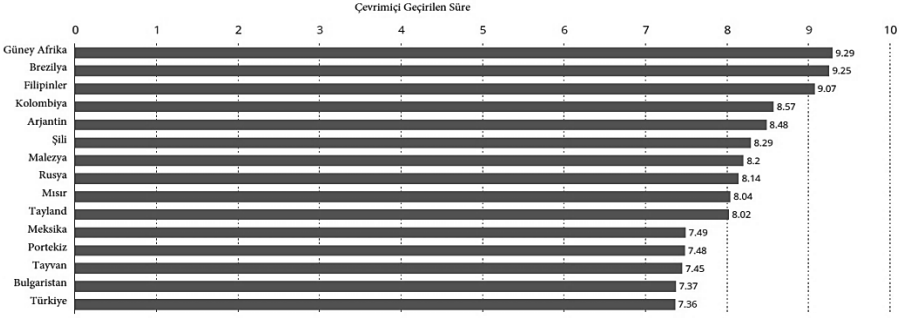 Çevrimiçi Geçirilen Süre
0 1 2 3 4 5 6 7 8 9 10
Güney Afrika 9.29
Brezilya 9.25
Filipinler 9.07
Kolombiya 8.57
Arjantin 8.48
Şili 8.29
Malezya 8.2
Rusya 8.14
Mısır 8.04
Tayland 8.02
Meksika 7.49
Portekiz 7.48
Tayvan 7.45
Bulgaristan 7.37
Türkiye 7.36